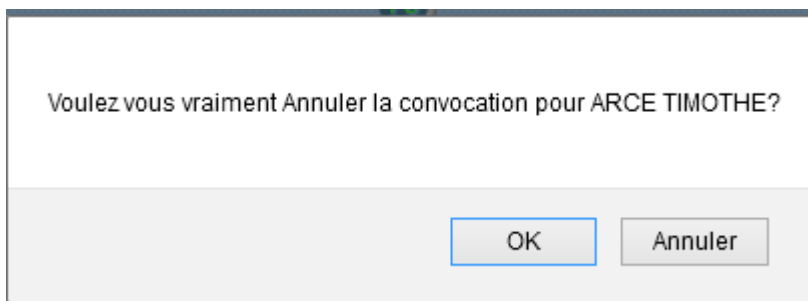 Voulez vous vraiment Annuler la convocation pour ARCE TIMOTHE?
OK
Annuler